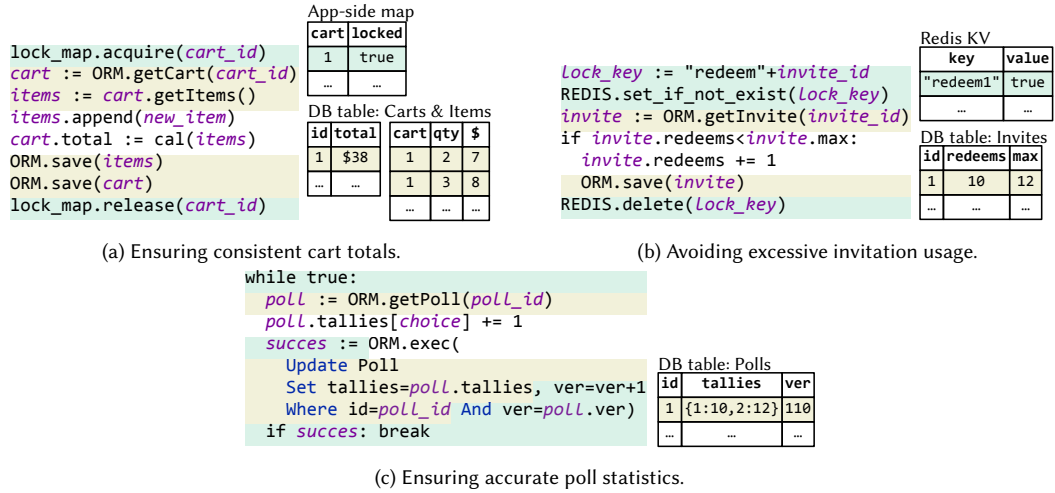 lock_map.acquire(cart_id)
cart := ORM.getCart(cart_id)
items := cart.getItems()
items.append(new_item)
cart.total := cal(items)
ORM.save(items)
ORM.save(cart)
lock_map.release(cart_id)
App-side map
cart locked
1 true
… …
DB table: Carts & Items
id total
1 $38
… …
cart qty $
1 2 7
1 3 8
… … …
(a) Ensuring consistent cart totals.
lock_key := "redeem"+invite_id
REDIS.set_if_not_exist(lock_key)
invite := ORM.getInvite(invite_id)
if invite.redeems<invite.max:
invite.redeems += 1
ORM.save(invite)
REDIS.delete(lock_key)
Redis KV
key value
"redeem1" true
… …
DB table: Invites
id redeems max
1 10 12
… … …
(b) Avoiding excessive invitation usage.
while true:
poll := ORM.getPoll(poll_id)
poll.tallies[choice] += 1
succes := ORM.exec(
Update Poll
Set tallies=poll.tallies, ver=ver+1
Where id=poll_id And ver=poll.ver)
if succes: break
DB table: Polls
id tallies ver
1 {1:10,2:12} 110
… … …
(c) Ensuring accurate poll statistics.